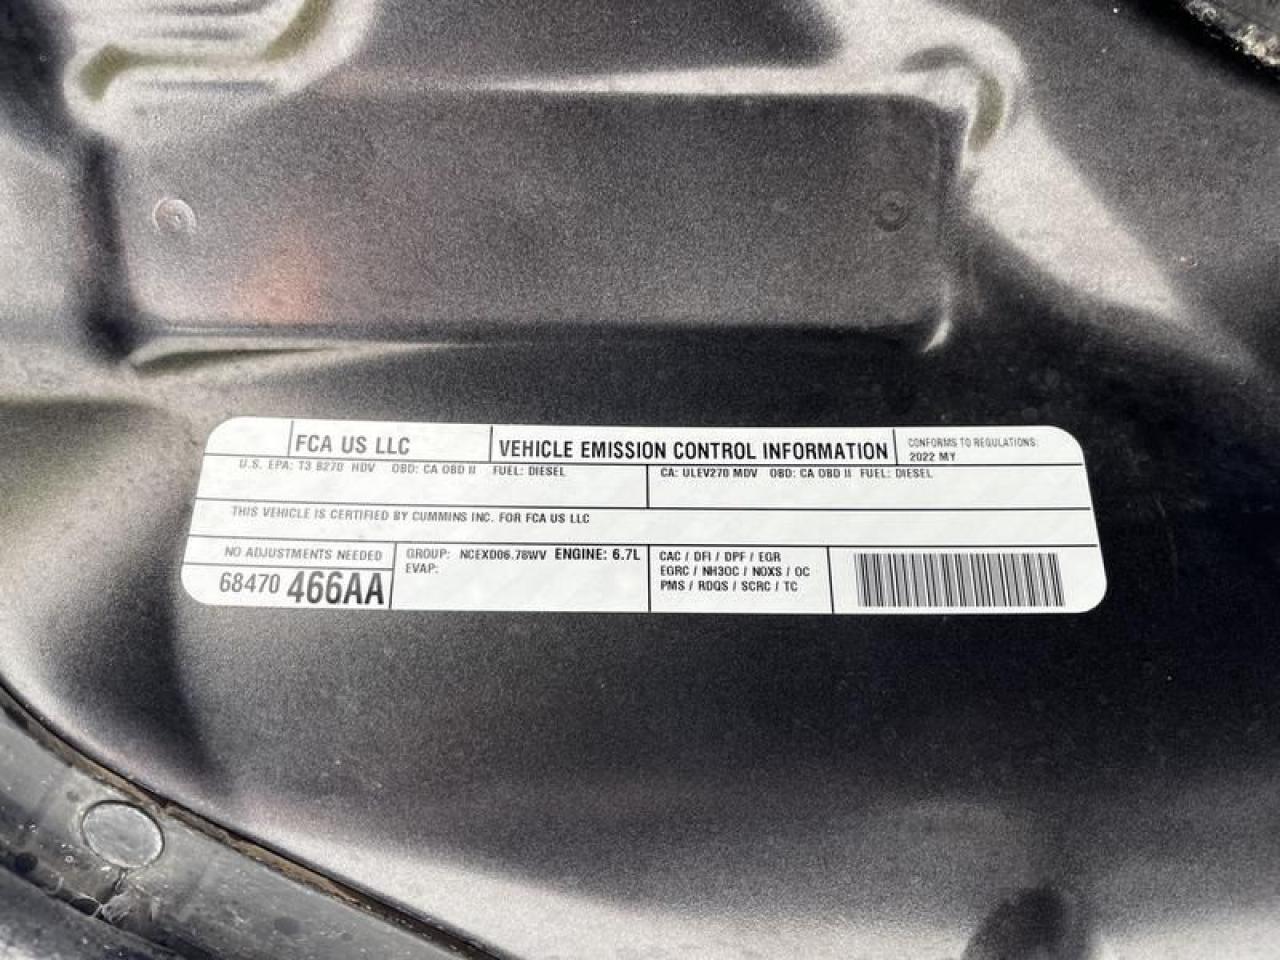 FCA US LLC
VEHICLE EMISSION CONTROL INFORMATION
CONFORMS TO REGULATIONS:
2022 MY
U.S. EPA: T3 B270 HDV OBD: CA OBD II FUEL: DIESEL
CA: ULEV270 MDV OBD: CA OBD II FUEL: DIESEL
THIS VEHICLE IS CERTIFIED BY CUMMINS INC. FOR FCA US LLC
NO ADJUSTMENTS NEEDED
68470 466AA
GROUP: NCEXD06.78WV ENGINE: 6.7L
EVAP:
CAC / DFI / DPF / EGR
EGRC / NH3OC / NOXS / OC
PMS / RDQS / SCRC / TC